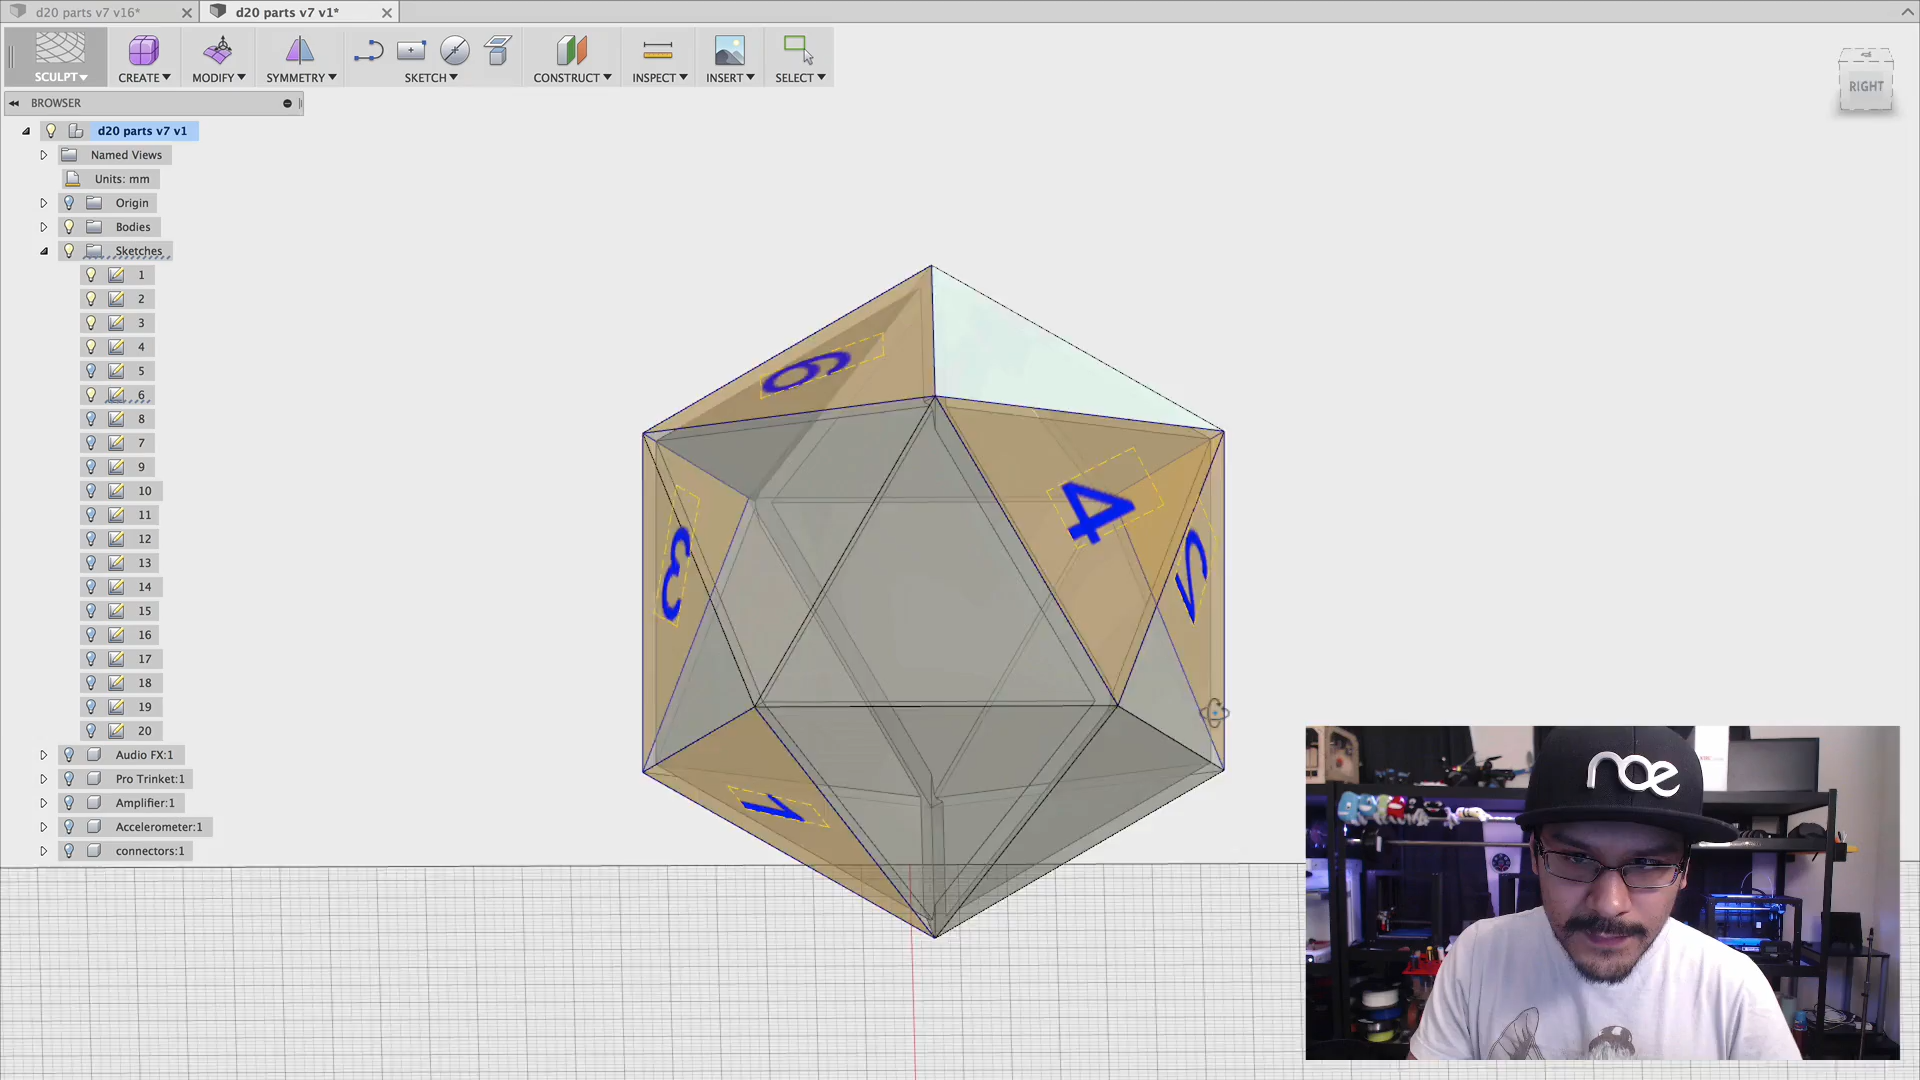 d20 parts v7 v16*
d20 parts v7 v1*
SCULPT
CREATE
MODIFY
SYMMETRY
SKETCH
CONSTRUCT
INSPECT
INSERT
SELECT
RIGHT
BROWSER
d20 parts v7 v1
Named Views
Units: mm
Origin
Bodies
Sketches
1
2
3
4
5
6
8
7
9
10
11
12
13
14
15
16
17
18
19
20
Audio FX:1
Pro Trinket:1
Amplifier:1
Accelerometer:1
connectors:1
6
4
3
2
1
noe